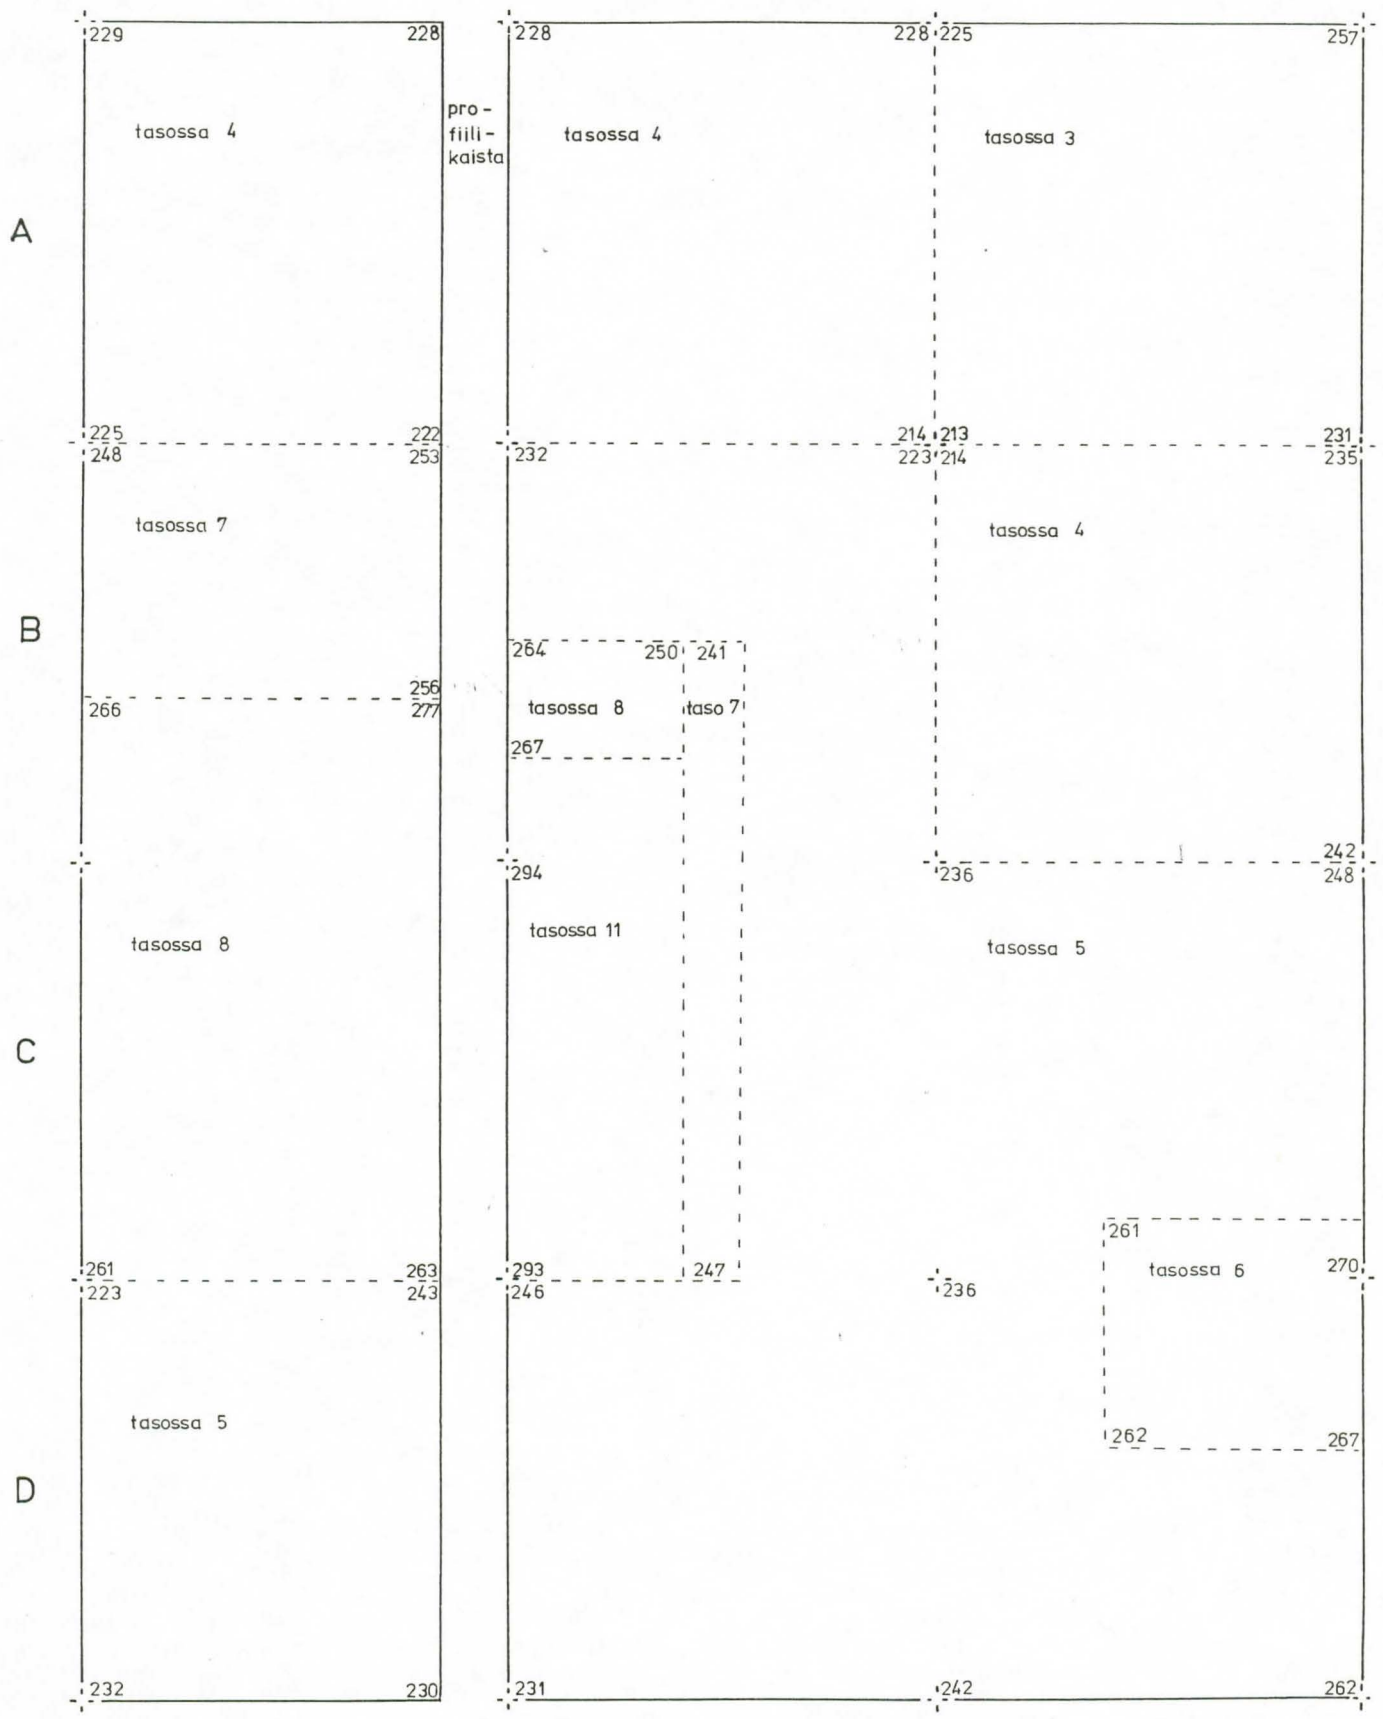 229 228 228 228 225 257
pro-
fiili-
kaista
tasossa 4 tasossa 4 tasossa 3
A
225 222 214 213 231
248 253 232 223 214 235
tasossa 7 tasossa 4
B
264 250 241
256
266 277 tasossa 8 taso 7
267
242
294 236 248
tasossa 8 tasossa 11 tasossa 5
C
261
261 263 293 247 tasossa 6 270
223 243 246 236
tasossa 5
262 267
D
232 230 231 242 262